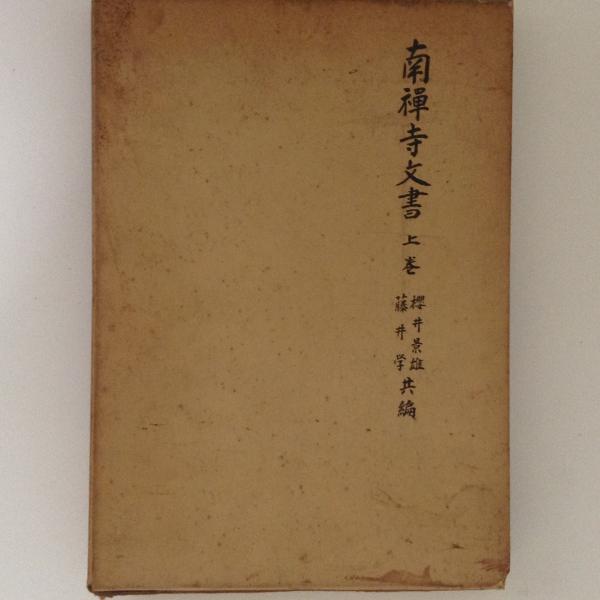 南禪寺文書 上巻
櫻井景雄
藤井学
共編